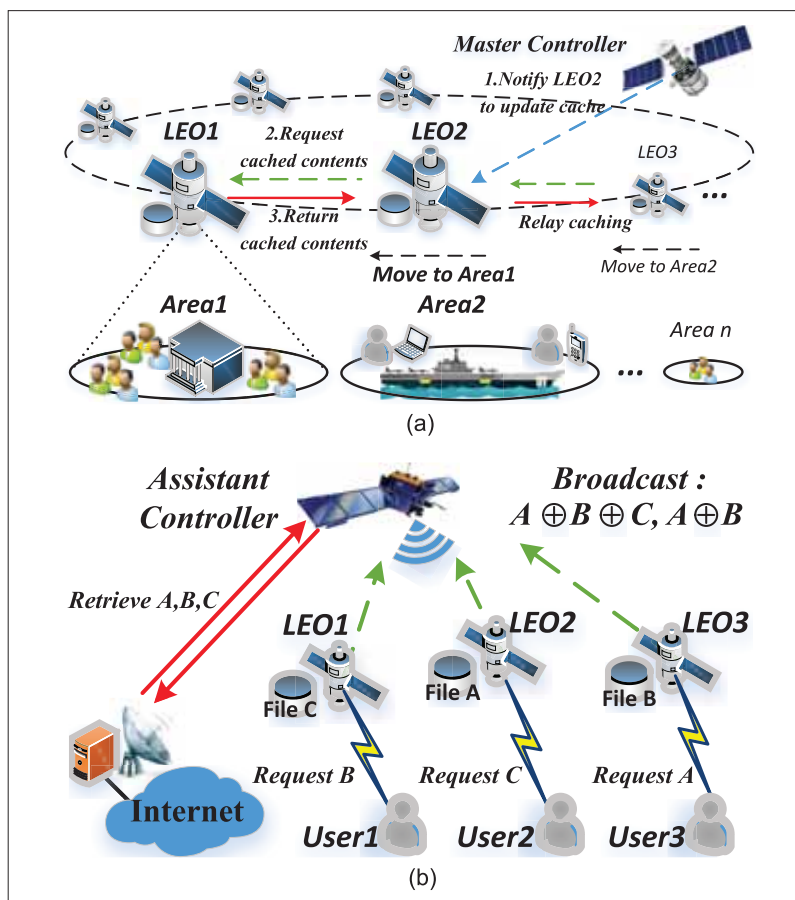 Master Controller
1.Notify LEO2
to update cache
LEO1
2.Request
cached contents
LEO2
LEO3
...
3.Return
cached contents
Relay caching
Move to Area1
Move to Area2
Area1
Area2
Area n
...
(a)
Assistant
Controller
Broadcast :
A ⊕B ⊕ C, A ⊕ B
Retrieve A,B,C
LEO1
LEO2
LEO3
File C
File A
File B
Request B
Request C
Request A
Internet
User1
User2
User3
(b)